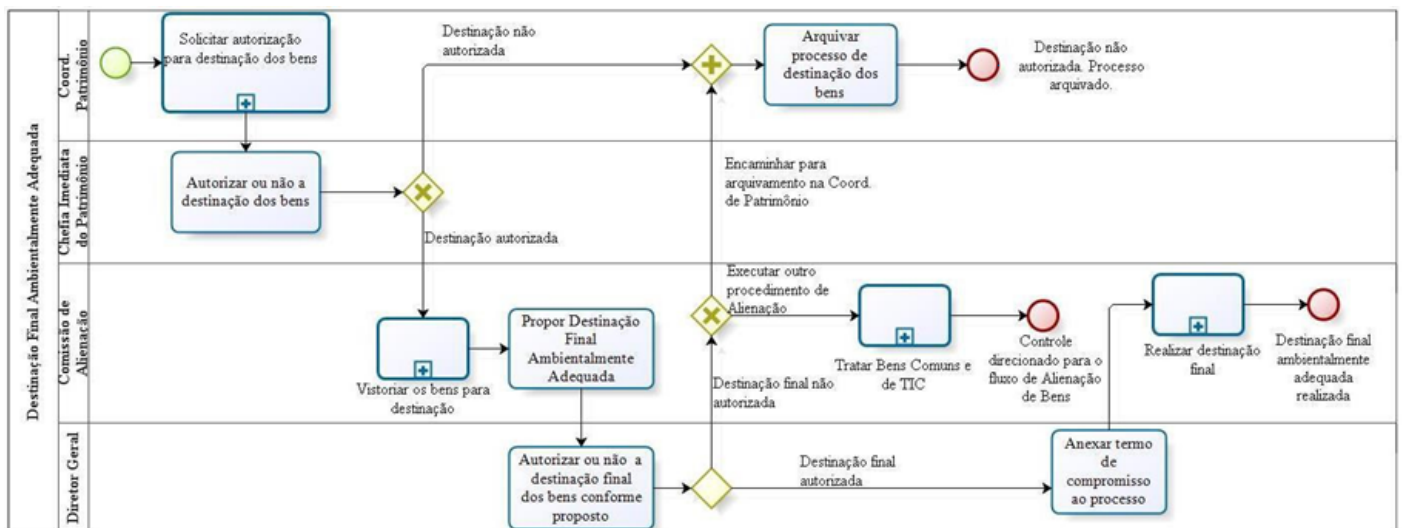 Destinação Final Ambientalmente Adequada
Coord.
Patrimônio
Solicitar autorização
para destinação dos bens
Destinação não
autorizada
Arquivar
processo de
destinação dos
bens
Destinação não
autorizada. Processo
arquivado.
Chefia Imediata
do Patrimônio
Autorizar ou não a
destinação dos bens
Destinação autorizada
Encaminhar para
arquivamento na Coord.
de Patrimônio
Comissão de
Alienação
Vistoriar os bens para
destinação
Propor Destinação
Final
Ambientalmente
Adequada
Executar outro
procedimento de
Alienação
Destinação final não
autorizada
Tratar Bens Comuns e
de TIC
Controle
direcionado para o
fluxo de Alienação
de Bens
Realizar destinação
final
Destinação final
ambientalmente
adequada
realizada
Diretor Geral
Autorizar ou não a
destinação final
dos bens conforme
proposto
Destinação final
autorizada
Anexar termo
de
compromisso
ao processo